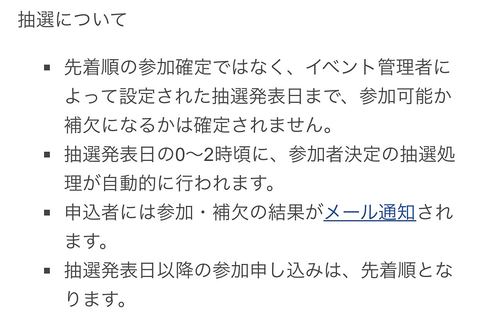 抽選について
▪ 先着順の参加確定ではなく、イベント管理者に
よって設定された抽選発表日まで、参加可能か
補欠になるかは確定されません。
▪ 抽選発表日の0〜2時頃に、参加者決定の抽選処
理が自動的に行われます。
▪ 申込者には参加・補欠の結果がメール通知され
ます。
▪ 抽選発表日以降の参加申し込みは、先着順とな
ります。